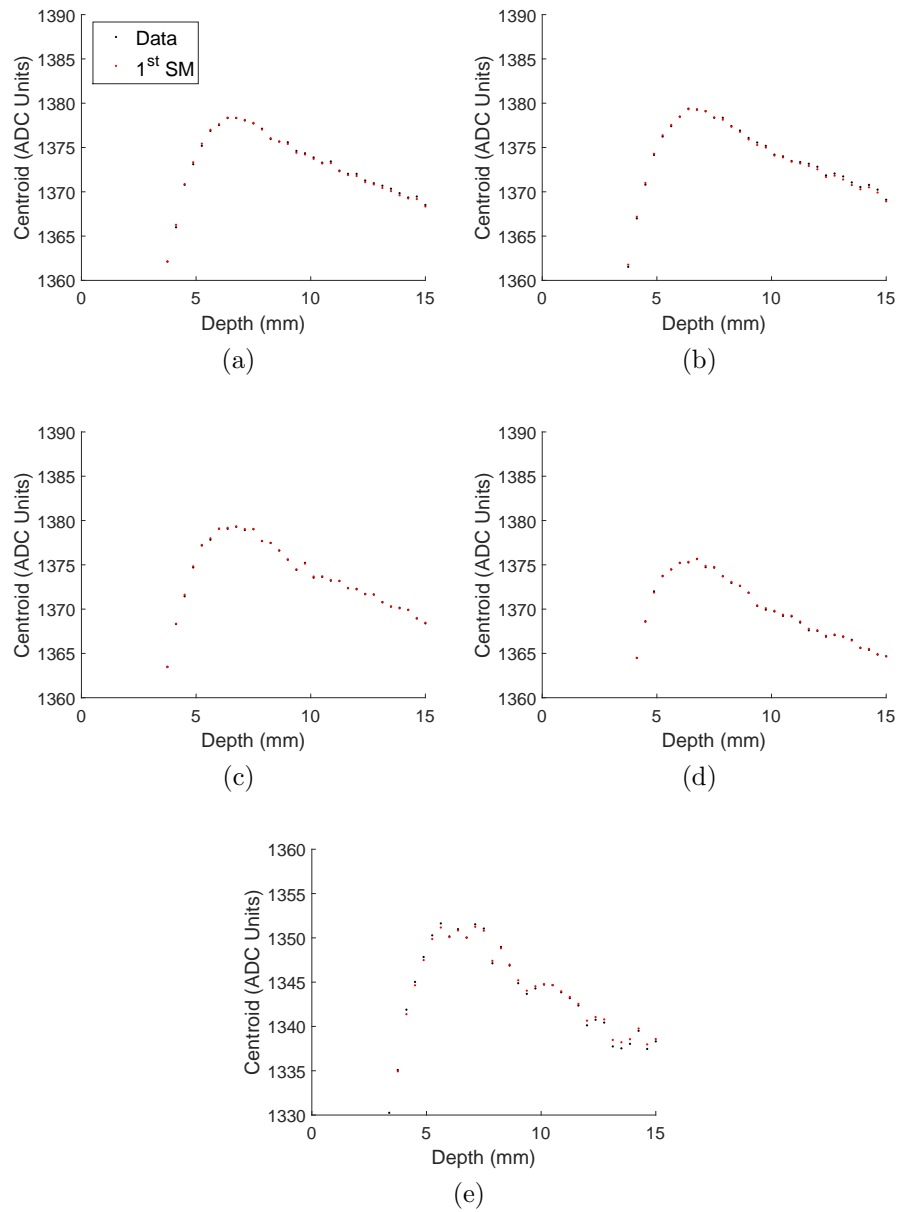 1390
1385
1380
1375
1370
1365
1360
Centroid (ADC Units)
Data
1st SM
0 5 10 15
Depth (mm)
(a)
1390
1385
1380
1375
1370
1365
1360
Centroid (ADC Units)
0 5 10 15
Depth (mm)
(b)
1390
1385
1380
1375
1370
1365
1360
Centroid (ADC Units)
0 5 10 15
Depth (mm)
(c)
1390
1385
1380
1375
1370
1365
1360
Centroid (ADC Units)
0 5 10 15
Depth (mm)
(d)
1360
1355
1350
1345
1340
1335
1330
Centroid (ADC Units)
0 5 10 15
Depth (mm)
(e)